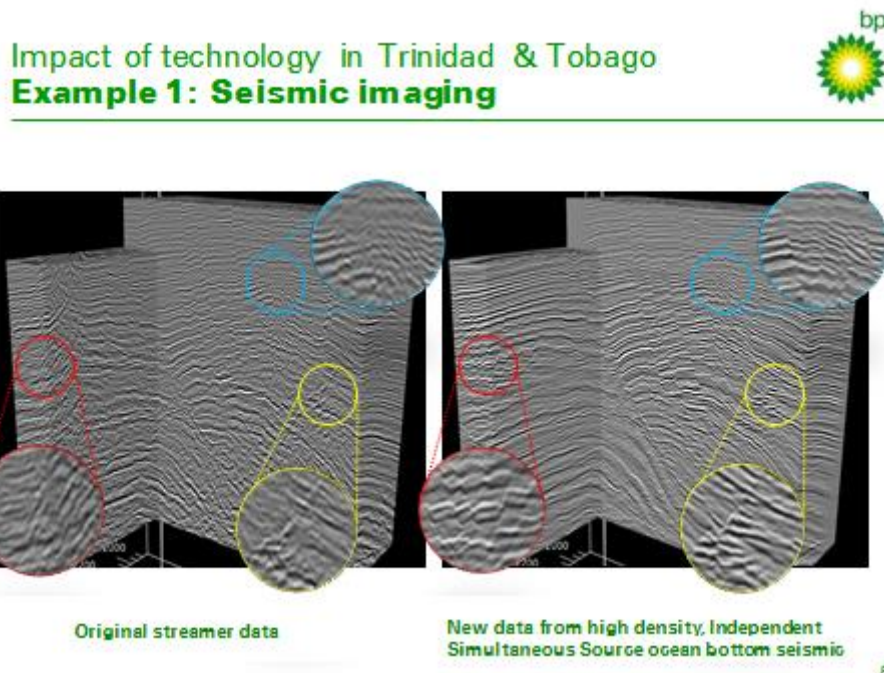 bp
Impact of technology in Trinidad & Tobago
Example 1: Seismic imaging
Original streamer data
New data from high density, Independent
Simultaneous Source ocean bottom seismic